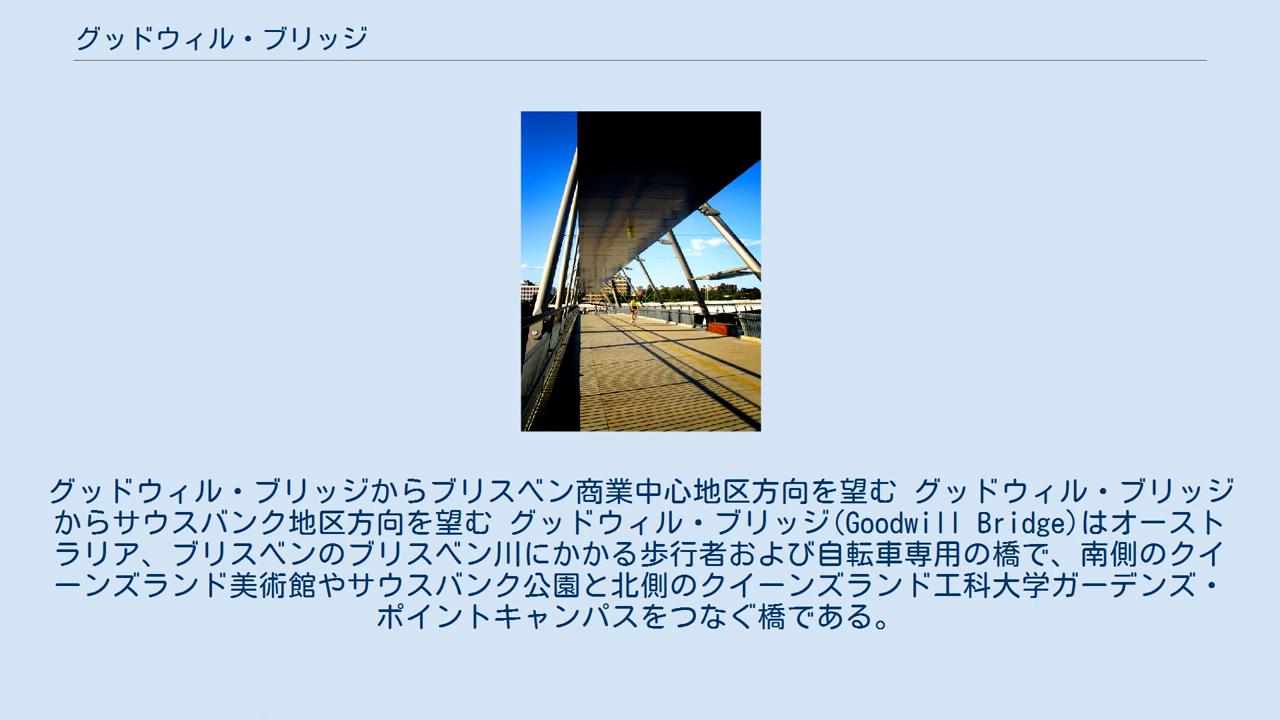 グッドウィル・ブリッジ
グッドウィル・ブリッジからブリスベン商業中心地区方向を望む グッドウィル・ブリッジ
からサウスバンク地区方向を望む グッドウィル・ブリッジ(Goodwill Bridge)はオースト
ラリア、ブリスベンのブリスベン川にかかる歩行者および自転車専用の橋で、南側のクイ
ーンズランド美術館やサウスバンク公園と北側のクイーンズランド工科大学ガーデンズ・
ポイントキャンパスをつなぐ橋である。